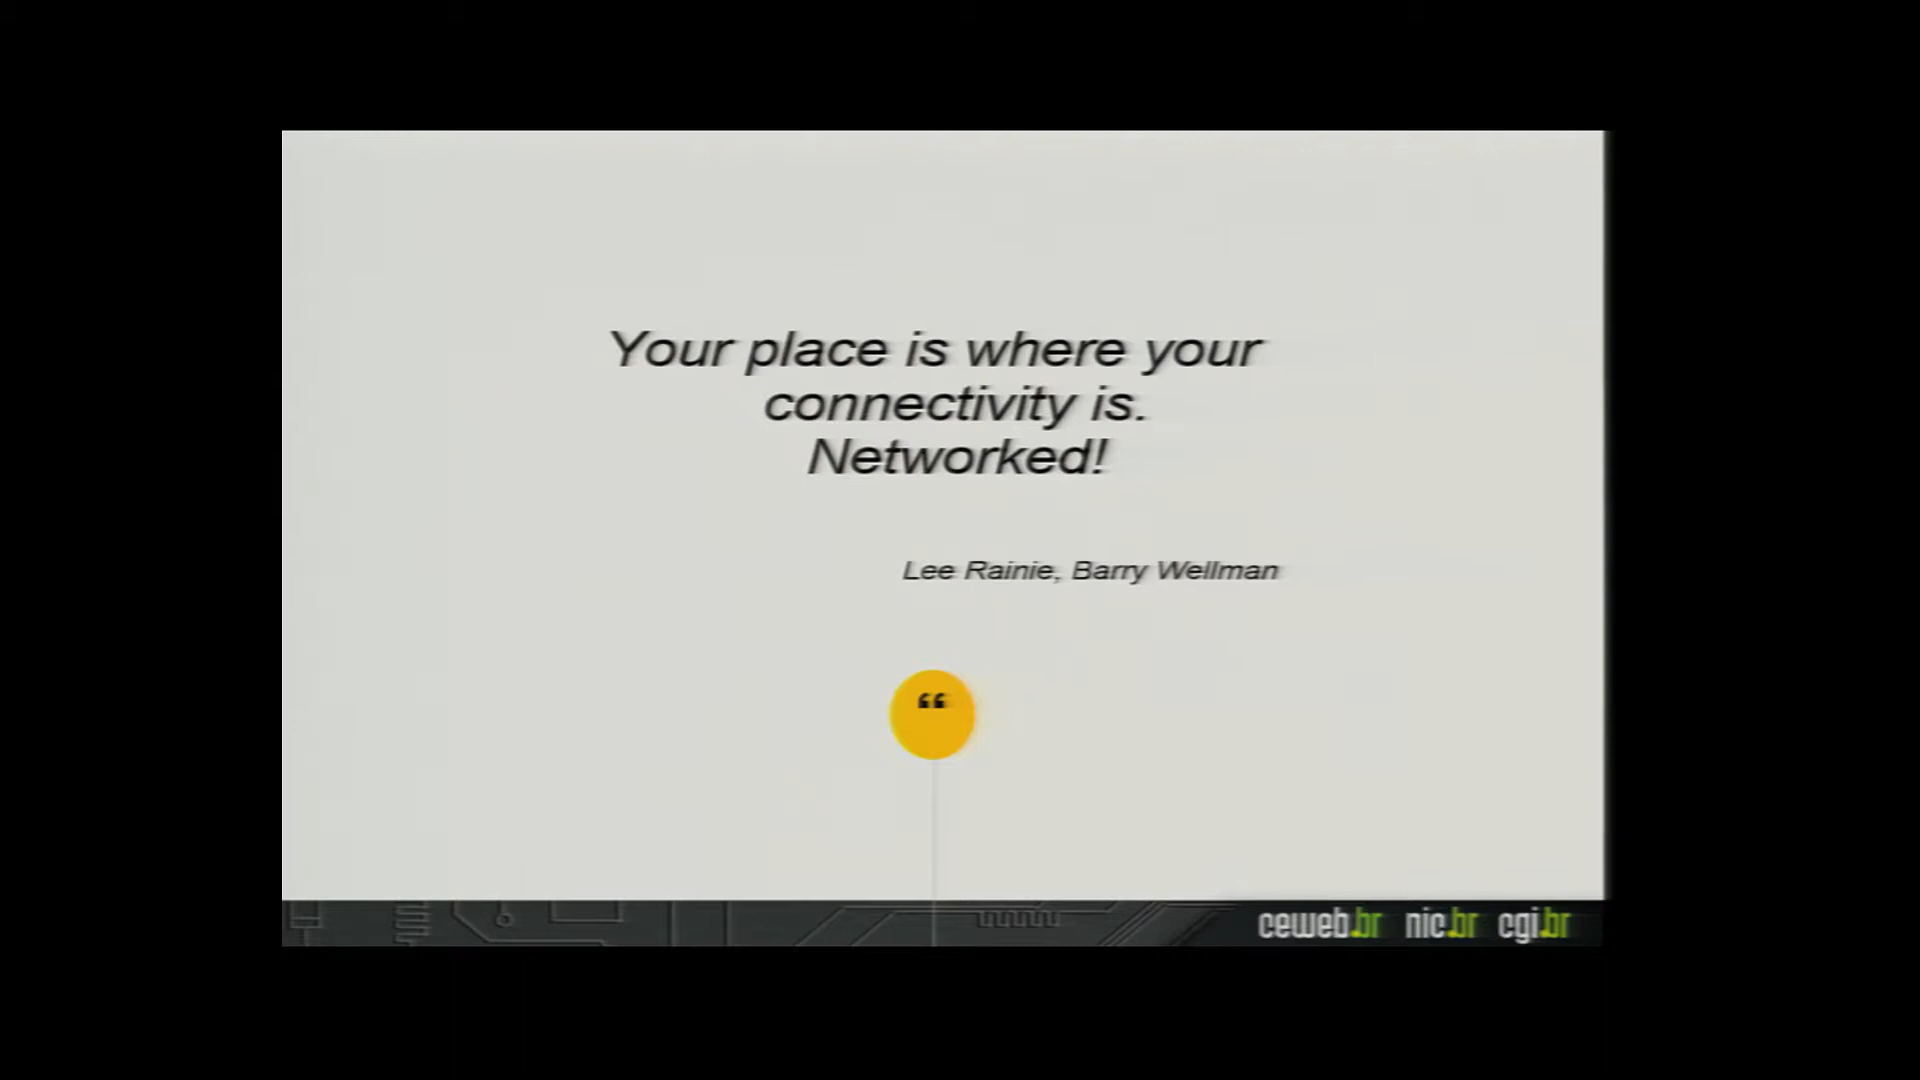 Your place is where your
connectivity is.
Networked!
Lee Rainie, Barry Wellman
“
ceweb.br nic.br cgi.br